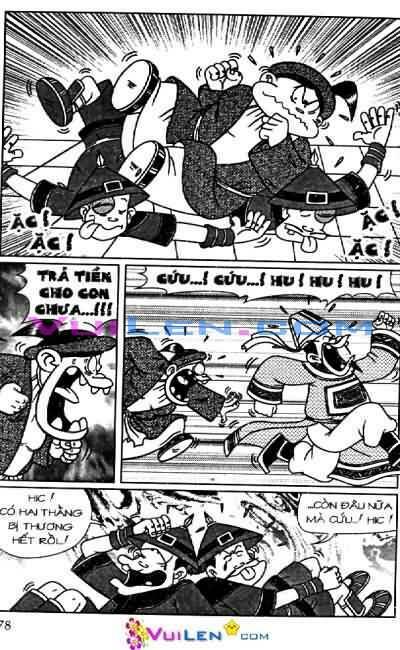 ẶC!
ẶC!
ẶC!
ẶC!
TRẢ TIỀN
CHO CON
CHƯA...!!!
CỨU...! CỨU...! HU! HU! HU!
VuiLen.com
HIC!
CÓ HAI THẰNG
BỊ THƯƠNG
HẾT RỒI..!
...CÒN ĐÂU NỮA
MÀ CỨU..! HIC!
78
VuiLen.com